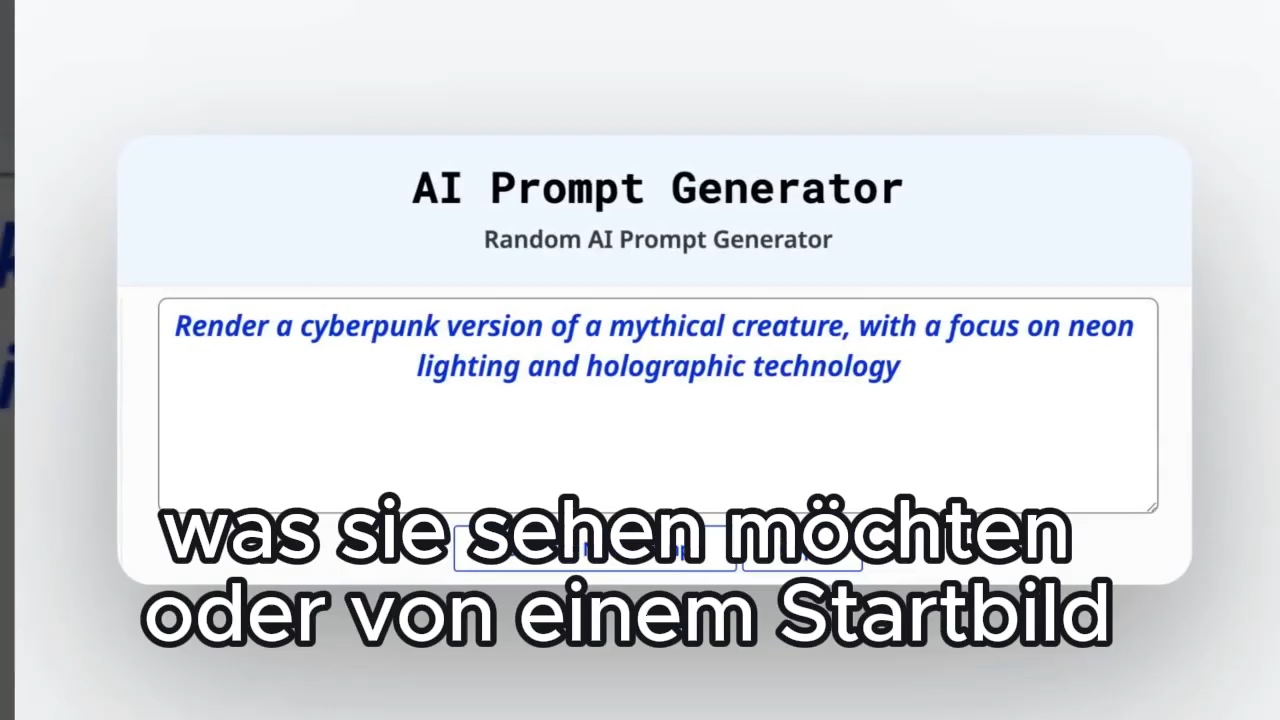 AI Prompt Generator
Random AI Prompt Generator
Render a cyberpunk version of a mythical creature, with a focus on neon
lighting and holographic technology
was sie sehen möchten
oder von einem Startbild